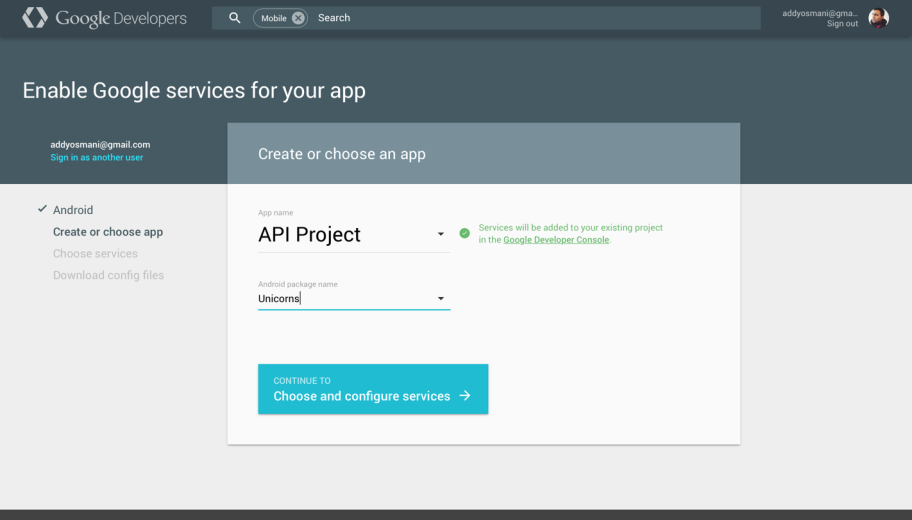 Google Developers
Mobile
Search
addyosmani@gma...
Sign out
Enable Google services for your app
addyosmani@gmail.com
Sign in as another user
Create or choose an app
Android
Create or choose app
Choose services
Download config files
App name
API Project
Services will be added to your existing project
in the Google Developer Console.
Android package name
Unicorns
CONTINUE TO
Choose and configure services